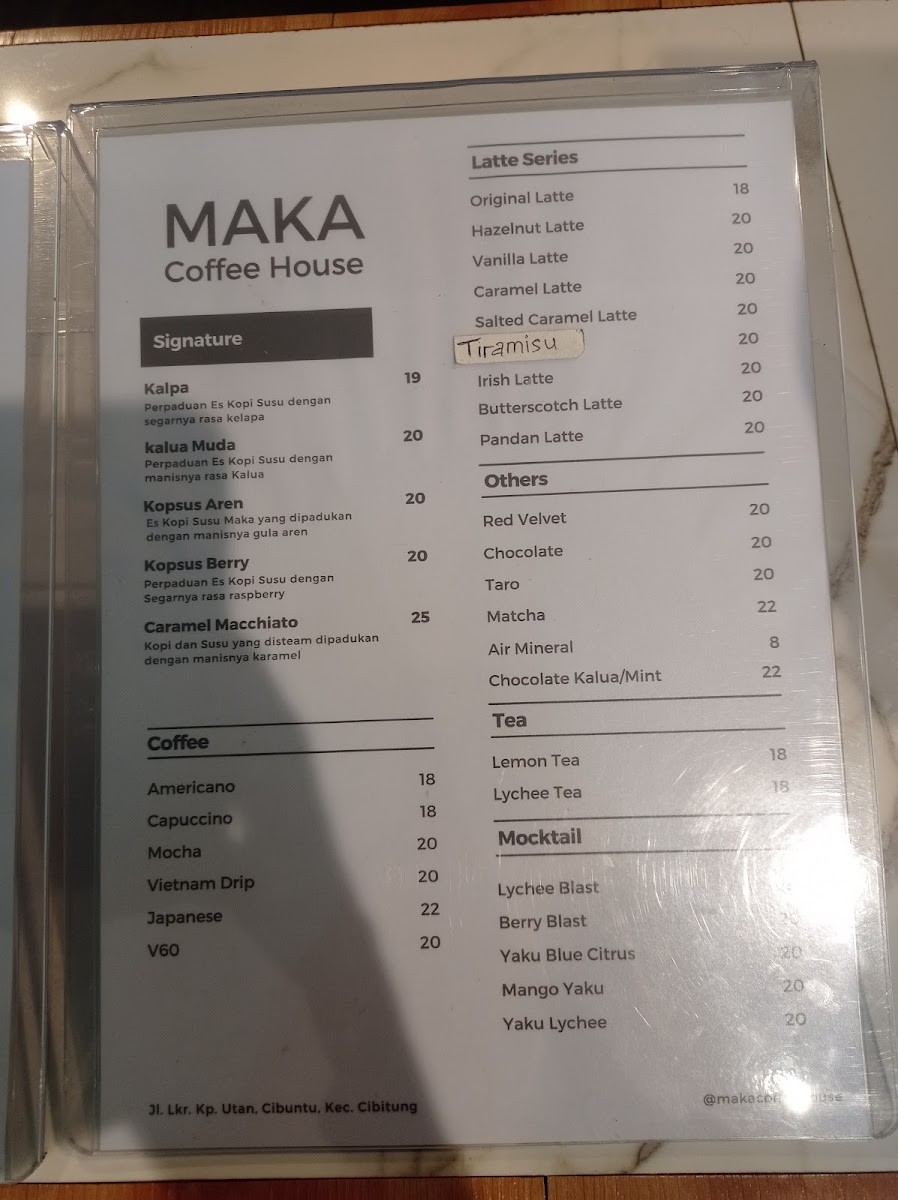 MAKA
Coffee House
Signature
Kalpa 19
Perpaduan Es Kopi Susu dengan
segarnya rasa kelapa
kalua Muda 20
Perpaduan Es Kopi Susu dengan
manisnya rasa Kalua
Kopsus Aren 20
Es Kopi Susu Maka yang dipadukan
dengan manisnya gula aren
Kopsus Berry 20
Perpaduan Es Kopi Susu dengan
Segarnya rasa raspberry
Caramel Macchiato 25
Kopi dan Susu yang disteam dipadukan
dengan manisnya karamel
Coffee
Americano 18
Capuccino 18
Mocha 20
Vietnam Drip 20
Japanese 22
V60 20
Jl. Lkr. Kp. Utan, Cibuntu, Kec. Cibitung
Latte Series
Original Latte 18
Hazelnut Latte 20
Vanilla Latte 20
Caramel Latte 20
Salted Caramel Latte 20
Tiramisu 20
Irish Latte 20
Butterscotch Latte 20
Pandan Latte 20
Others
Red Velvet 20
Chocolate 20
Taro 20
Matcha 22
Air Mineral 8
Chocolate Kalua/Mint 22
Tea
Lemon Tea 18
Lychee Tea 18
Mocktail
Lychee Blast
Berry Blast
Yaku Blue Citrus 20
Mango Yaku 20
Yaku Lychee 20